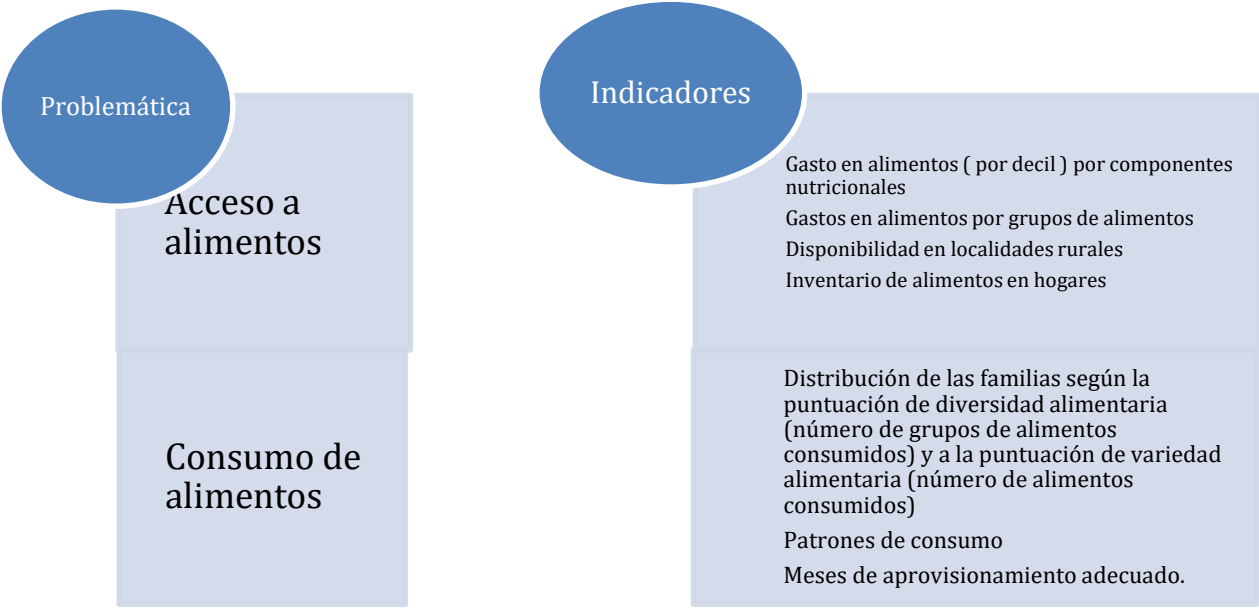 Problemática
Acceso a
alimentos
Consumo de
alimentos
Indicadores
Gasto en alimentos ( por decil ) por componentes
nutricionales
Gastos en alimentos por grupos de alimentos
Disponibilidad en localidades rurales
Inventario de alimentos en hogares
Distribución de las familias según la
puntuación de diversidad alimentaria
(número de grupos de alimentos
consumidos) y a la puntuación de variedad
alimentaria (número de alimentos
consumidos)
Patrones de consumo
Meses de aprovisionamiento adecuado.